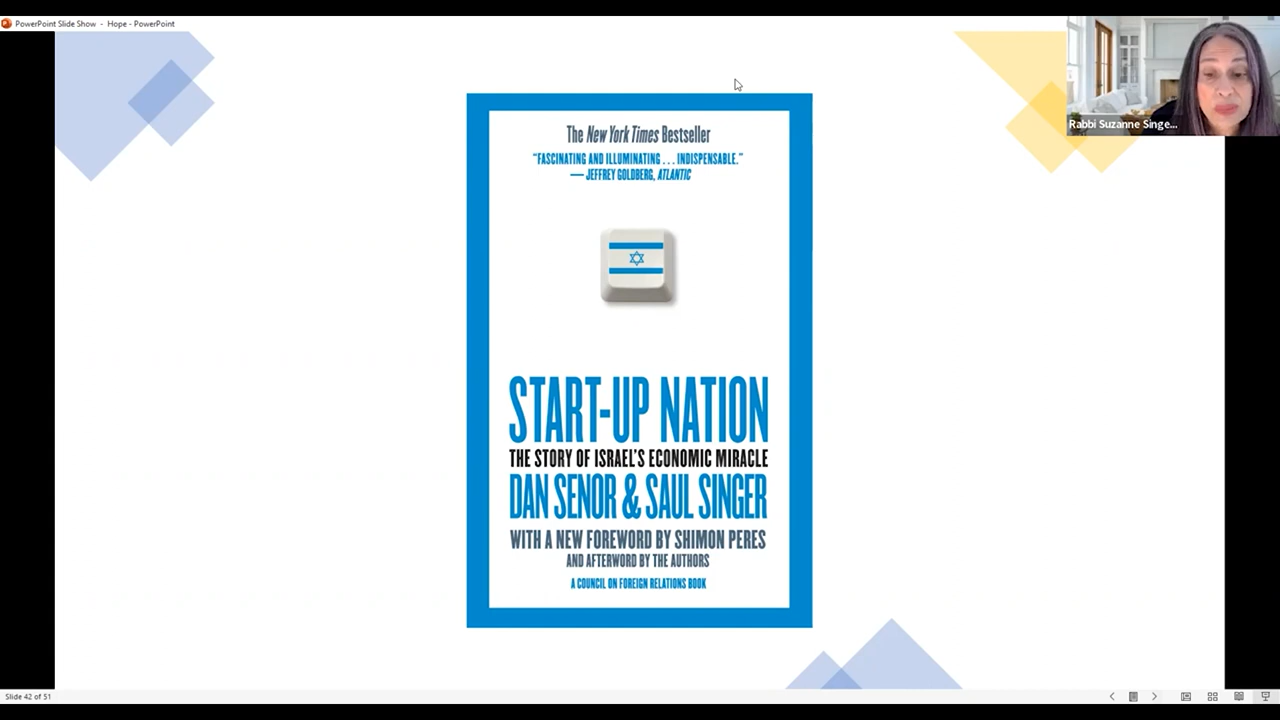 PowerPoint Slide Show - Hope - PowerPoint
Rabbi Suzanne Singe...
The New York Times Bestseller
“FASCINATING AND ILLUMINATING . . . INDISPENSABLE.”
— JEFFREY GOLDBERG, ATLANTIC
START-UP NATION
THE STORY OF ISRAEL’S ECONOMIC MIRACLE
DAN SENOR & SAUL SINGER
WITH A NEW FOREWORD BY SHIMON PERES
AND AFTERWORD BY THE AUTHORS
A COUNCIL ON FOREIGN RELATIONS BOOK
Slide 42 of 51